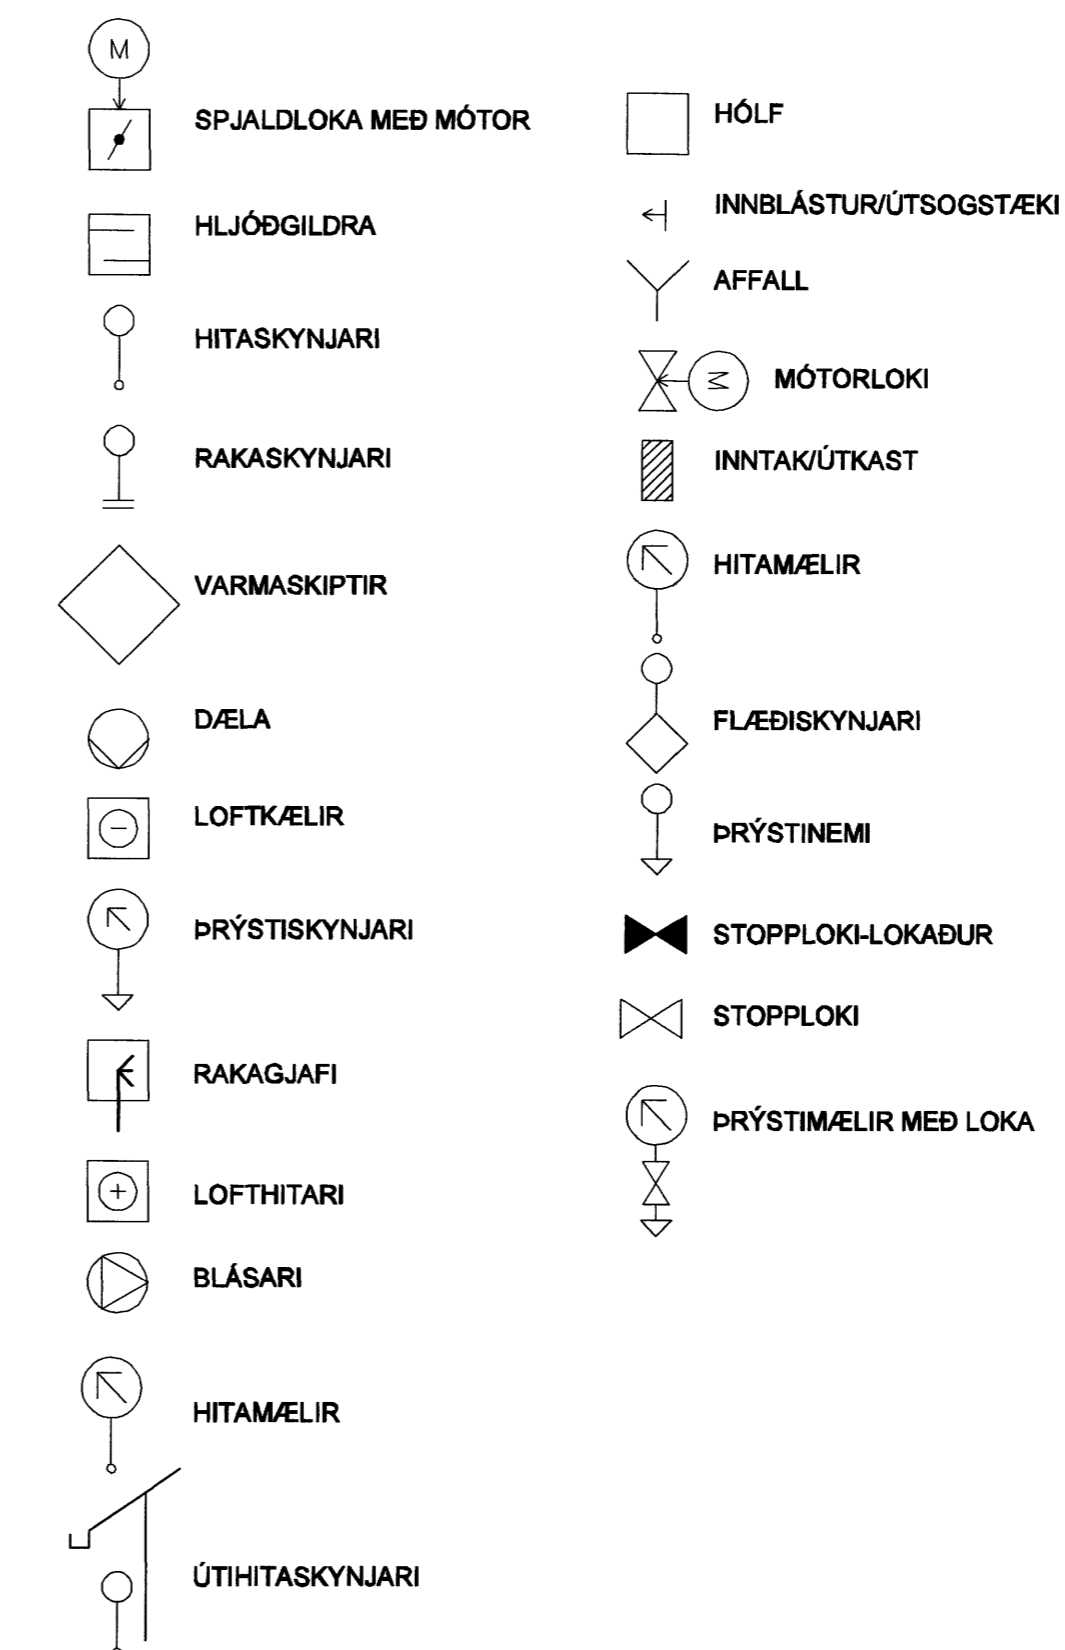 M
SPJALDLOKA MEÐ MÓTOR
HLJÓÐGILDRA
HITASKYNJARI
RAKASKYNJARI
VARMASKIPTIR
DÆLA
LOFTKÆLIR
ÞRÝSTISKYNJARI
RAKAGJAFI
LOFTHITARI
BLÁSARI
HITAMÆLIR
ÚTIHITASKYNJARI
HÓLF
INNBLÁSTUR/ÚTSOGSTÆKI
AFFALL
M
MÓTORLOKI
INNTAK/ÚTKAST
HITAMÆLIR
FLÆÐISKYNJARI
ÞRÝSTINEMI
STOPPLOKI-LOKAÐUR
STOPPLOKI
ÞRÝSTIMÆLIR MEÐ LOKA